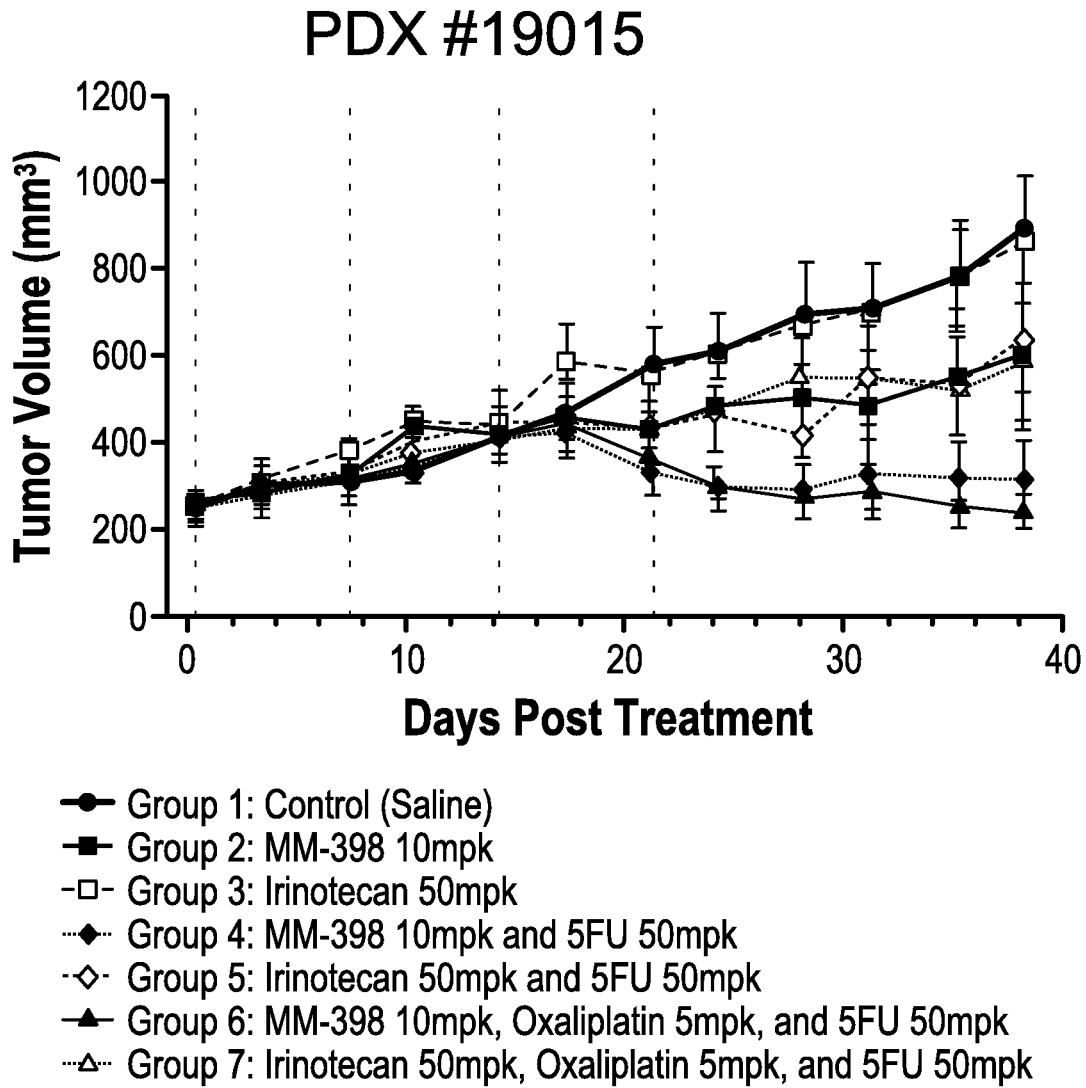 PDX #19015
1200
1000
800
600
400
200
0
Tumor Volume (mm³)
0 10 20 30 40
Days Post Treatment
Group 1: Control (Saline)
Group 2: MM-398 10mpk
Group 3: Irinotecan 50mpk
Group 4: MM-398 10mpk and 5FU 50mpk
Group 5: Irinotecan 50mpk and 5FU 50mpk
Group 6: MM-398 10mpk, Oxaliplatin 5mpk, and 5FU 50mpk
Group 7: Irinotecan 50mpk, Oxaliplatin 5mpk, and 5FU 50mpk